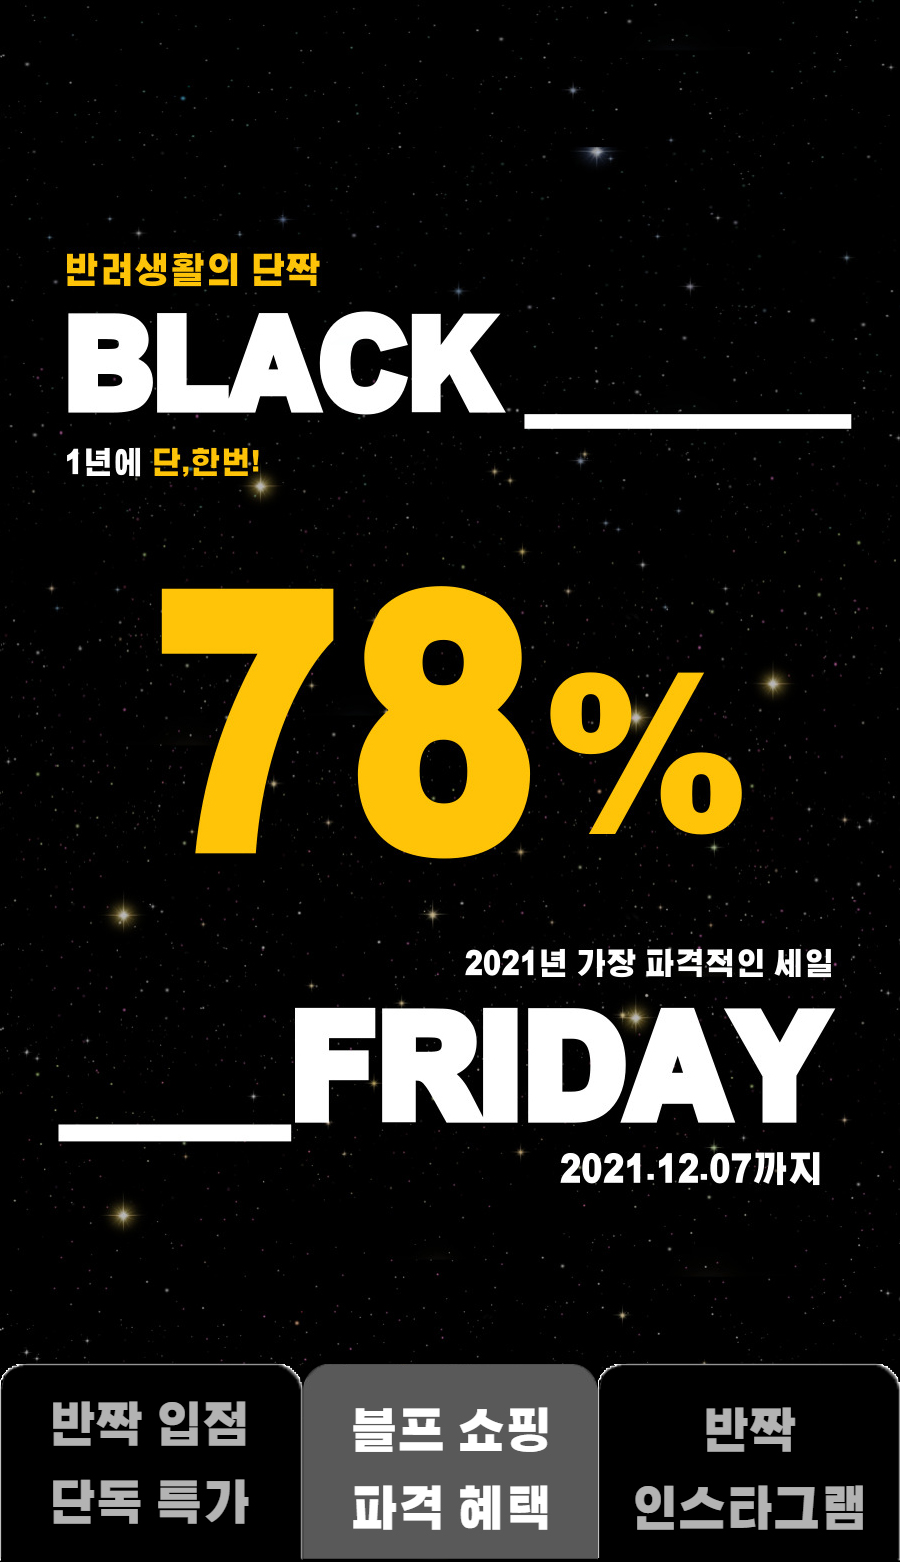 반려생활의 단짝
BLACK
1년에 단,한번!
78%
2021년 가장 파격적인 세일
FRIDAY
2021.12.07까지
반짝 입점
단독 특가
블프 쇼핑
파격 혜택
반짝
인스타그램